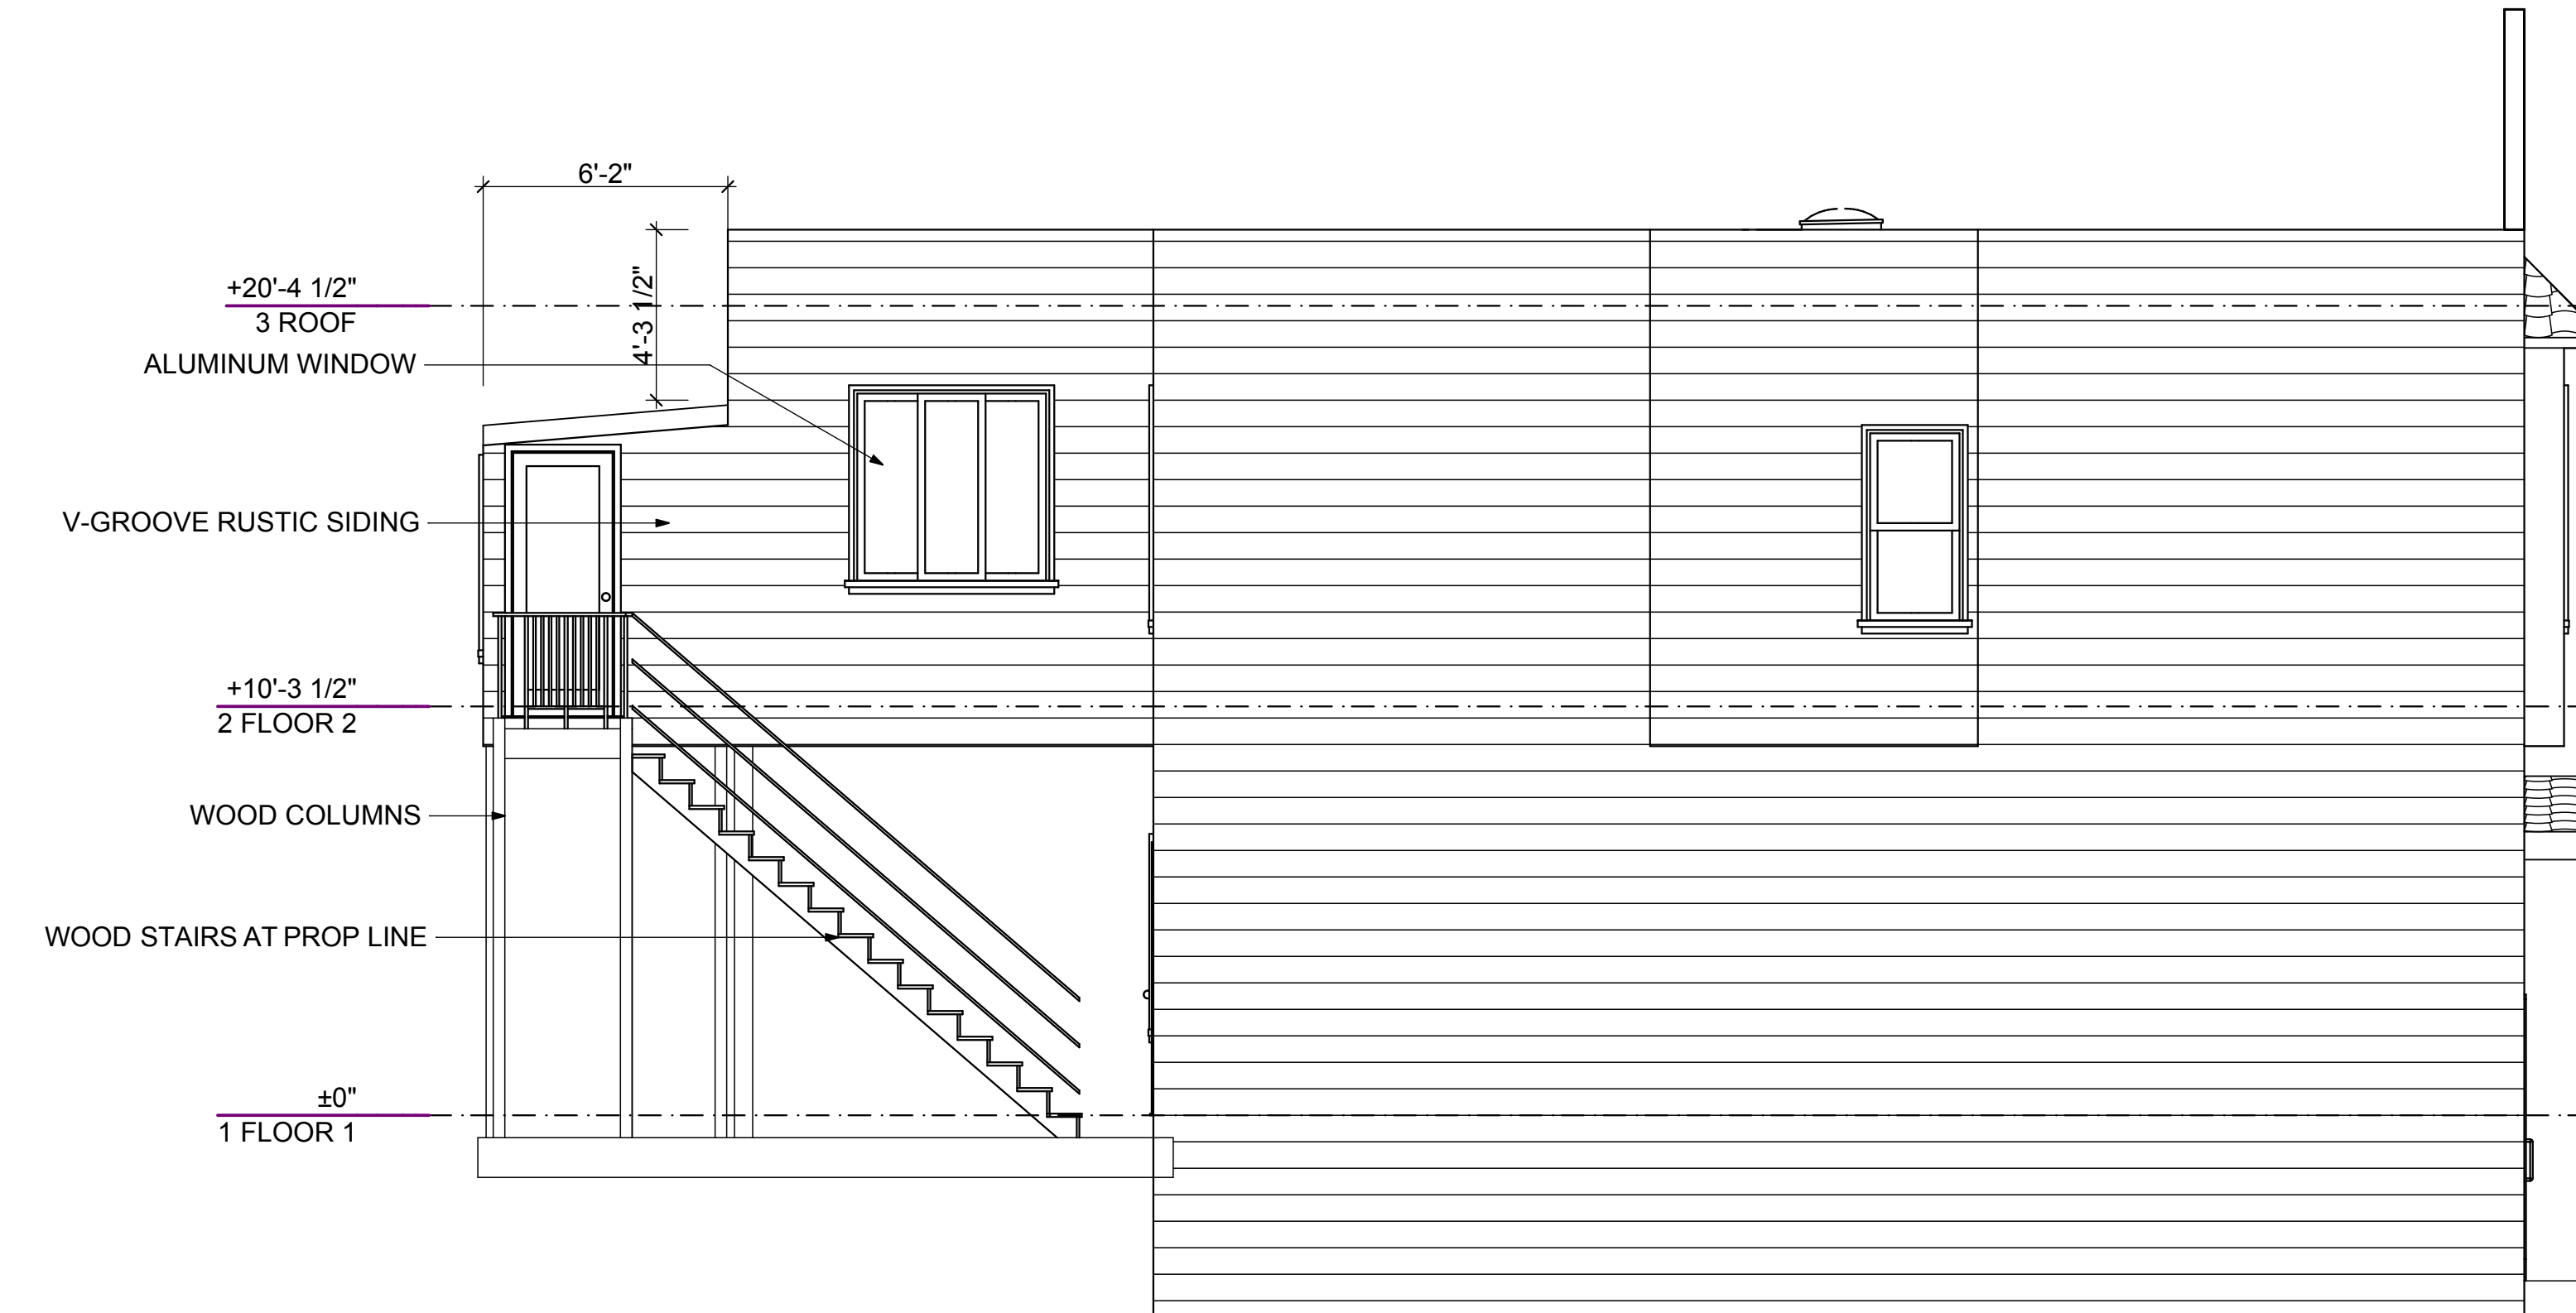 6'-2"
4'-3 1/2"
+20'-4 1/2"
3 ROOF
ALUMINUM WINDOW
V-GROOVE RUSTIC SIDING
+10'-3 1/2"
2 FLOOR 2
WOOD COLUMNS
WOOD STAIRS AT PROP LINE
±0"
1 FLOOR 1